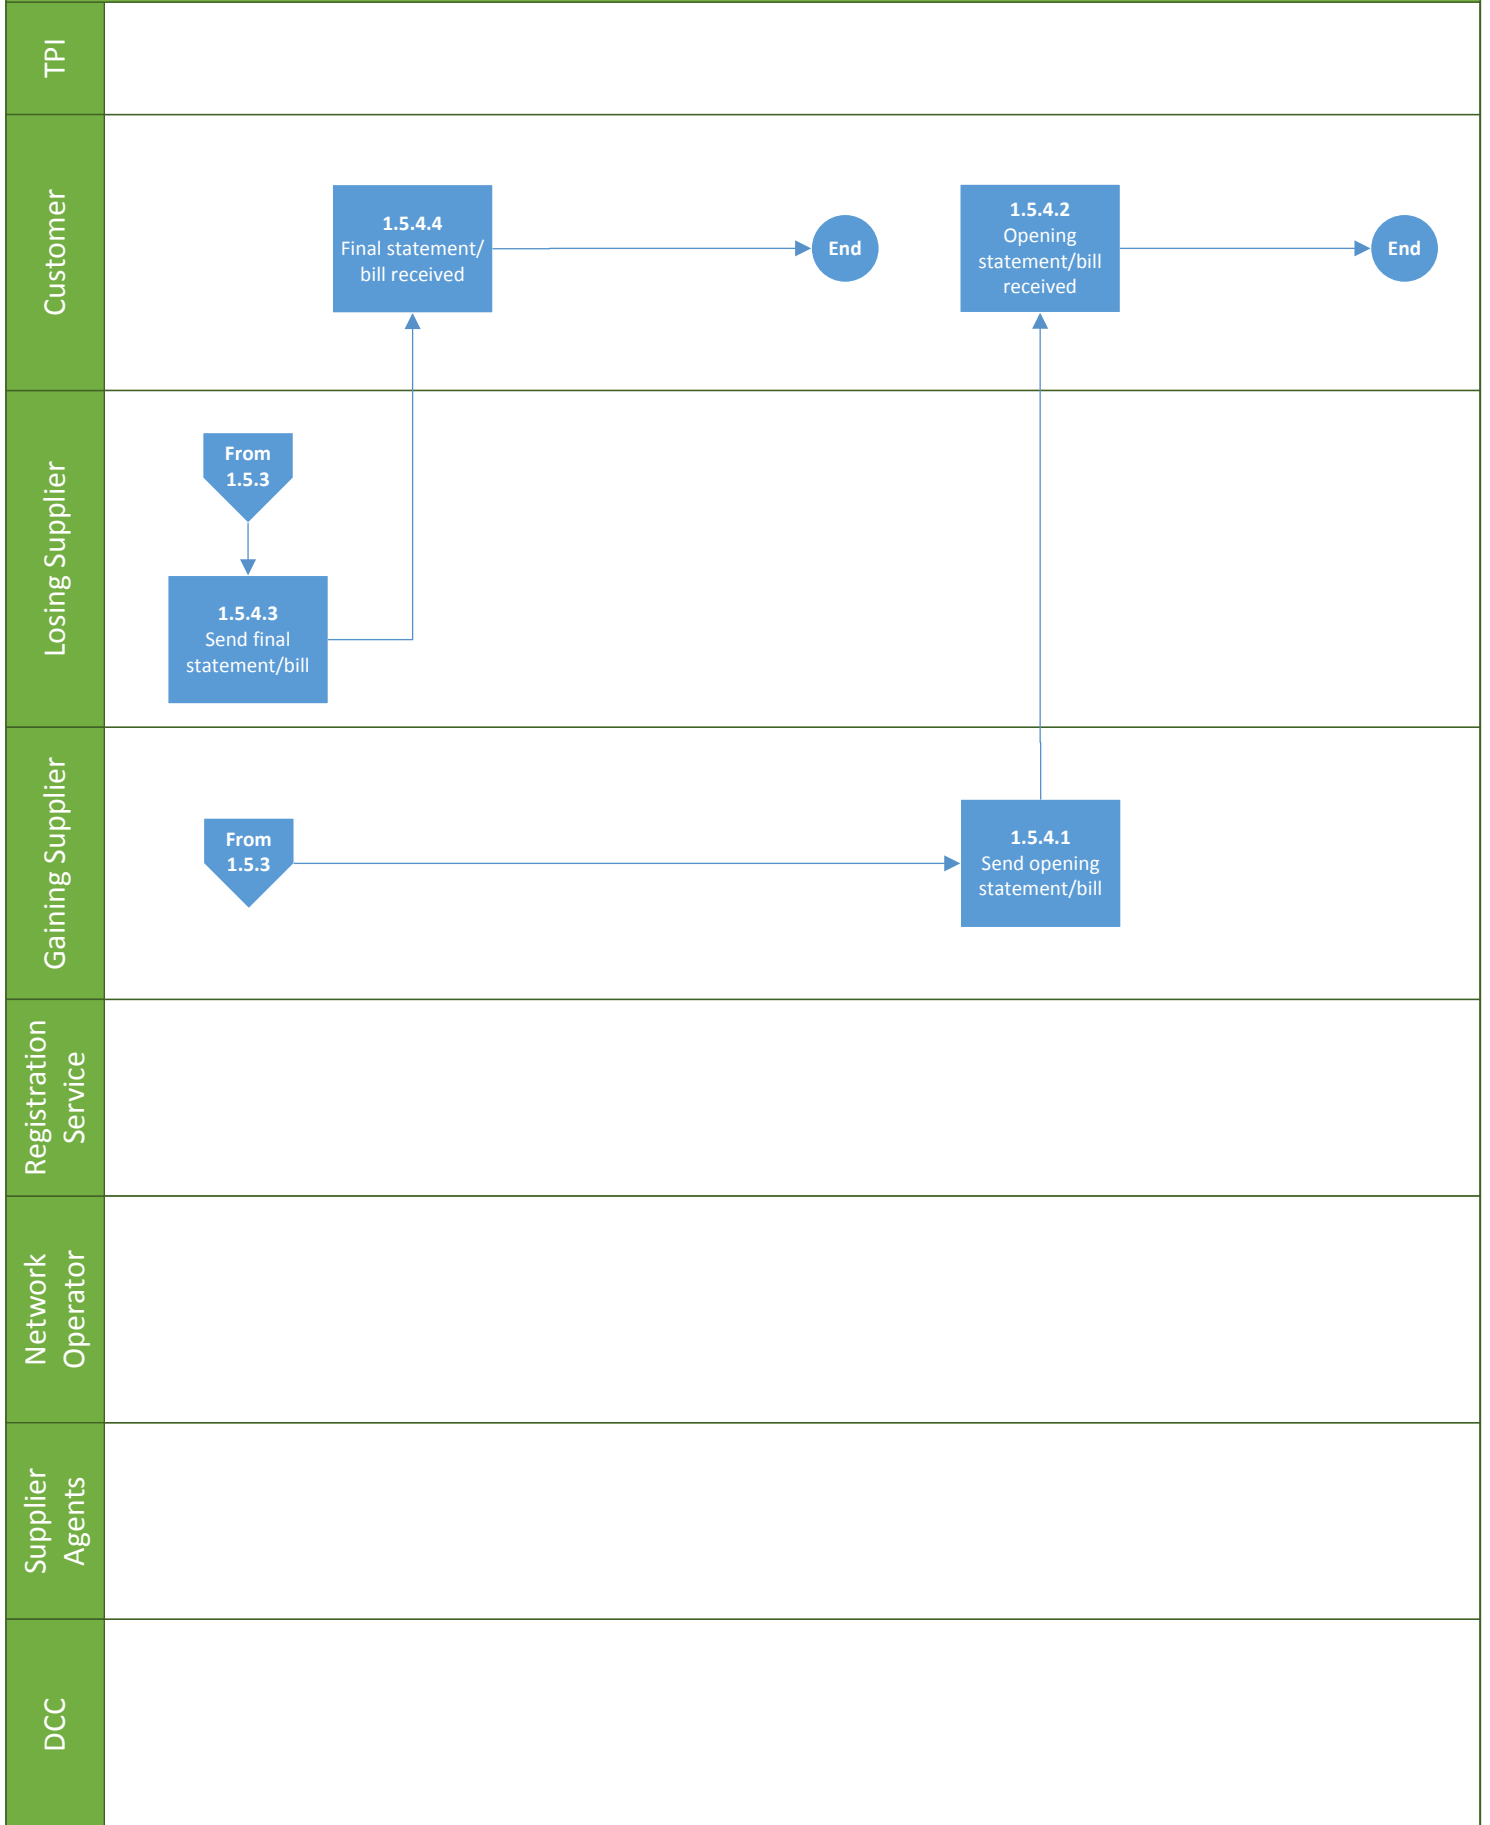 TPI
Customer
1.5.4.4
Final statement/
bill received
End
1.5.4.2
Opening
statement/bill
received
End
Losing Supplier
From
1.5.3
1.5.4.3
Send final
statement/bill
Gaining Supplier
From
1.5.3
1.5.4.1
Send opening
statement/bill
Registration
Service
Network
Operator
Supplier
Agents
DCC